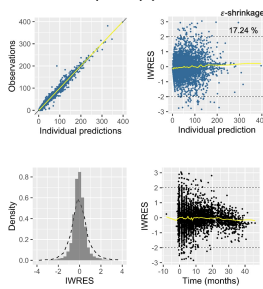 ε-shrinkage
17.24 %
400
300
200
100
0
Observations
0 100 200 300 400
Individual predictions
3
2
1
0
-1
-2
-3
IWRES
0 100 200 300 400
Individual prediction
0.8
0.6
0.4
0.2
0.0
Density
-4 -2 0 2 4
IWRES
3
2
1
0
-1
-2
-3
IWRES
-10 0 10 20 30 40
Time (months)